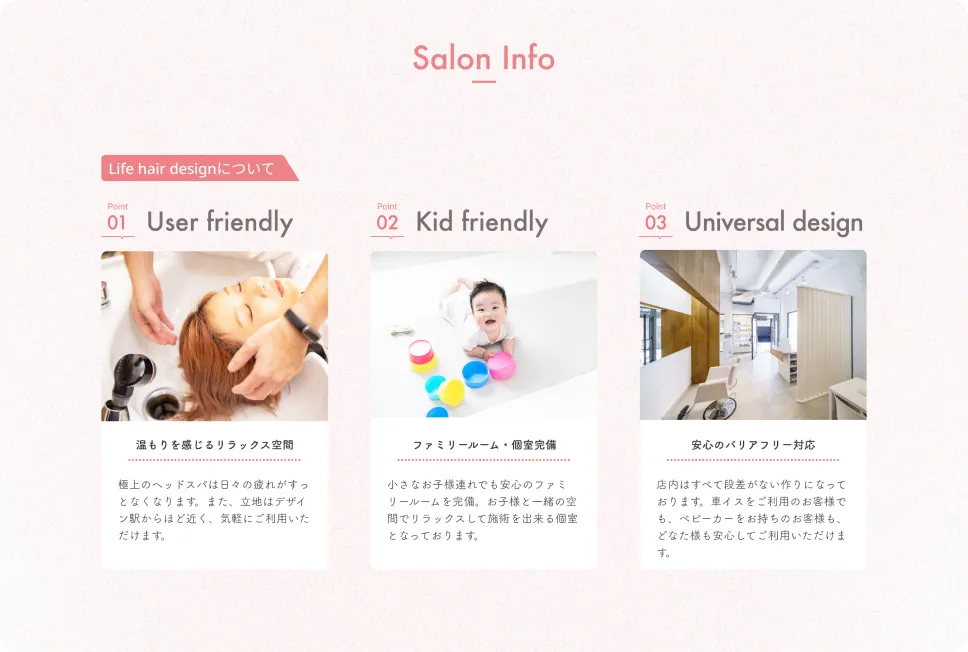 Salon Info
Life hair designについて
Point
01
User friendly
Point
02
Kid friendly
Point
03
Universal design
温もりを感じるリラックス空間
極上のヘッドスパは日々の疲れがすっ
となくなります。また、立地はデザイ
ン駅からほど近く、気軽にご利用いた
だけます。
ファミリールーム・個室完備
小さなお子様連れでも安心のファミ
リールームを完備。お子様と一緒の空
間でリラックスして施術を出来る個室
となっております。
安心のバリアフリー対応
店内はすべて段差がない作りになって
おります。車イスをご利用のお客様で
も、ベビーカーをお持ちのお客様も、
どなた様も安心してご利用いただけま
す。